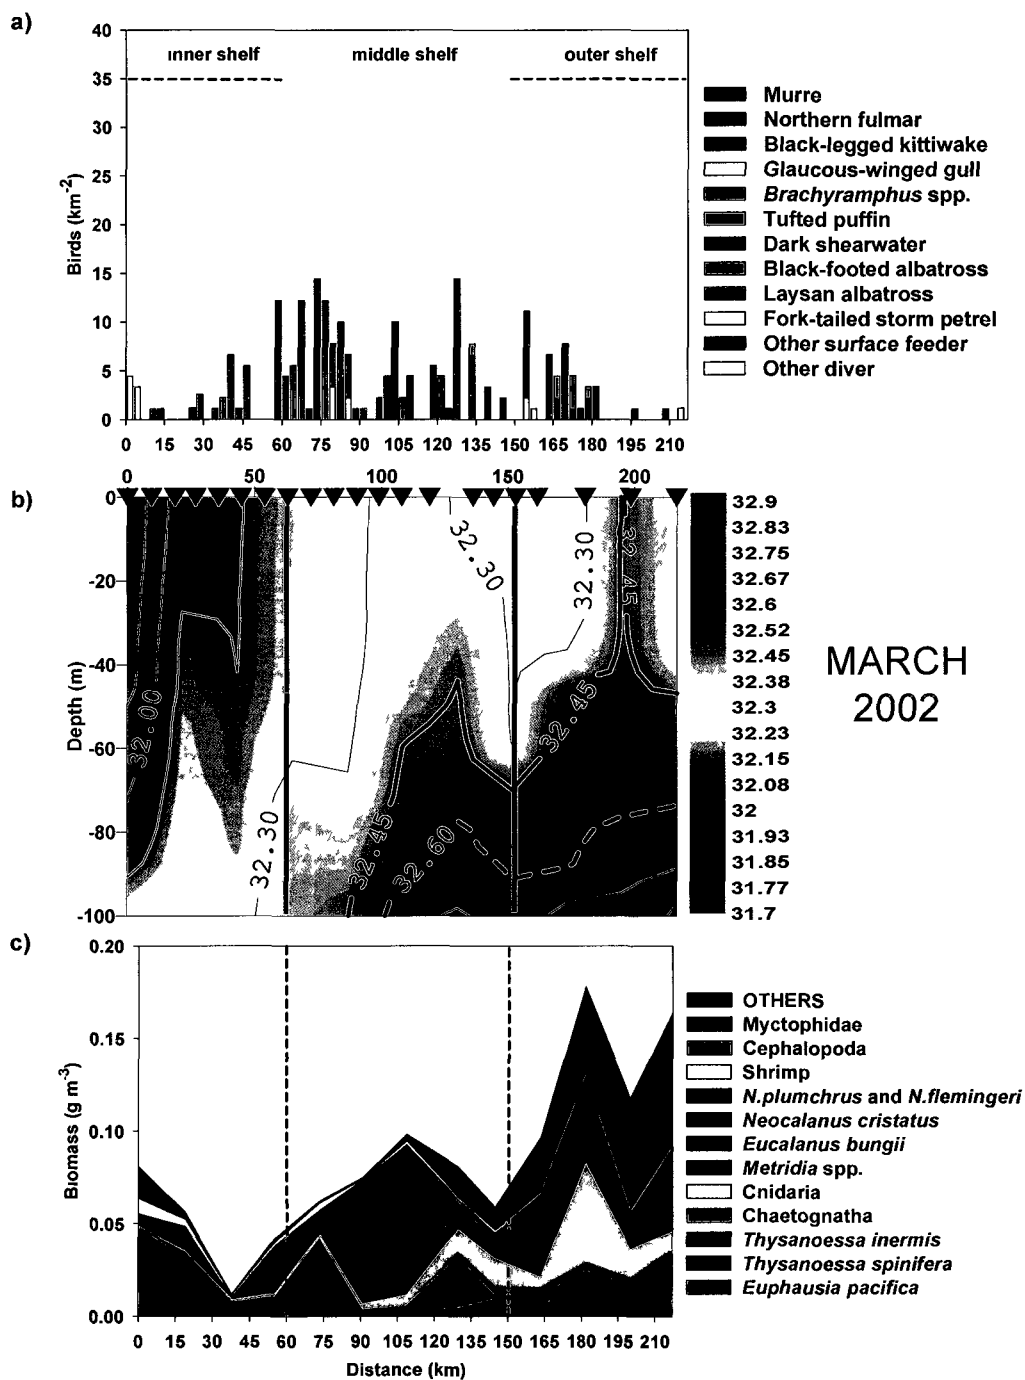 a)
40
35
30
25
20
15
10
5
0
Birds (km-2)
inner shelf middle shelf outer shelf
0 15 30 45 60 75 90 105 120 135 150 165 180 195 210
Murre
Northern fulmar
Black-legged kittiwake
Glaucous-winged gull
Brachyramphus spp.
Tufted puffin
Dark shearwater
Black-footed albatross
Laysan albatross
Fork-tailed storm petrel
Other surface feeder
Other diver
b)
0 50 100 150 200
0
-20
-40
-60
-80
-100
Depth (m)
32.00
32.30
32.45
32.60
32.30
32.45
32.30
32.45
32.9
32.83
32.75
32.67
32.6
32.52
32.45
32.38
32.3
32.23
32.15
32.08
32
31.93
31.85
31.77
31.7
MARCH
2002
c)
0.20
0.15
0.10
0.05
0.00
Biomass (g m-3)
0 15 30 45 60 75 90 105 120 135 150 165 180 195 210
Distance (km)
OTHERS
Myctophidae
Cephalopoda
Shrimp
N.plumchrus and N.flemingeri
Neocalanus cristatus
Eucalanus bungii
Metridia spp.
Cnidaria
Chaetognatha
Thysanoessa inermis
Thysanoessa spinifera
Euphausia pacifica